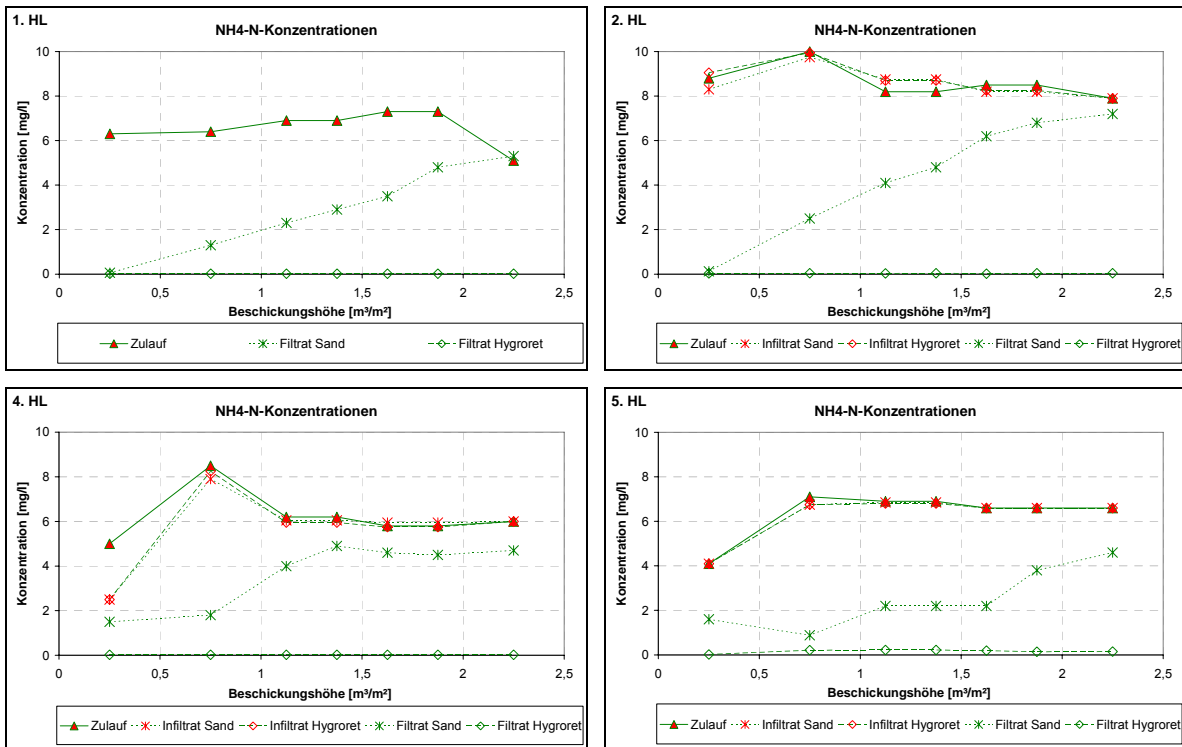 1. HL
NH4-N-Konzentrationen
Konzentration [mg/l]
10
8
6
4
2
0
0 0,5 1 1,5 2 2,5
Beschickungshöhe [m³/m²]
Zulauf Filtrat Sand Filtrat Hygroret
2. HL
NH4-N-Konzentrationen
Konzentration [mg/l]
10
8
6
4
2
0
0 0,5 1 1,5 2 2,5
Beschickungshöhe [m³/m²]
Zulauf Infiltrat Sand Infiltrat Hygroret Filtrat Sand Filtrat Hygroret
4. HL
NH4-N-Konzentrationen
Konzentration [mg/l]
10
8
6
4
2
0
0 0,5 1 1,5 2 2,5
Beschickungshöhe [m³/m²]
Zulauf Infiltrat Sand Infiltrat Hygroret Filtrat Sand Filtrat Hygroret
5. HL
NH4-N-Konzentrationen
Konzentration [mg/l]
10
8
6
4
2
0
0 0,5 1 1,5 2 2,5
Beschickungshöhe [m³/m²]
Zulauf Infiltrat Sand Infiltrat Hygroret Filtrat Sand Filtrat Hygroret